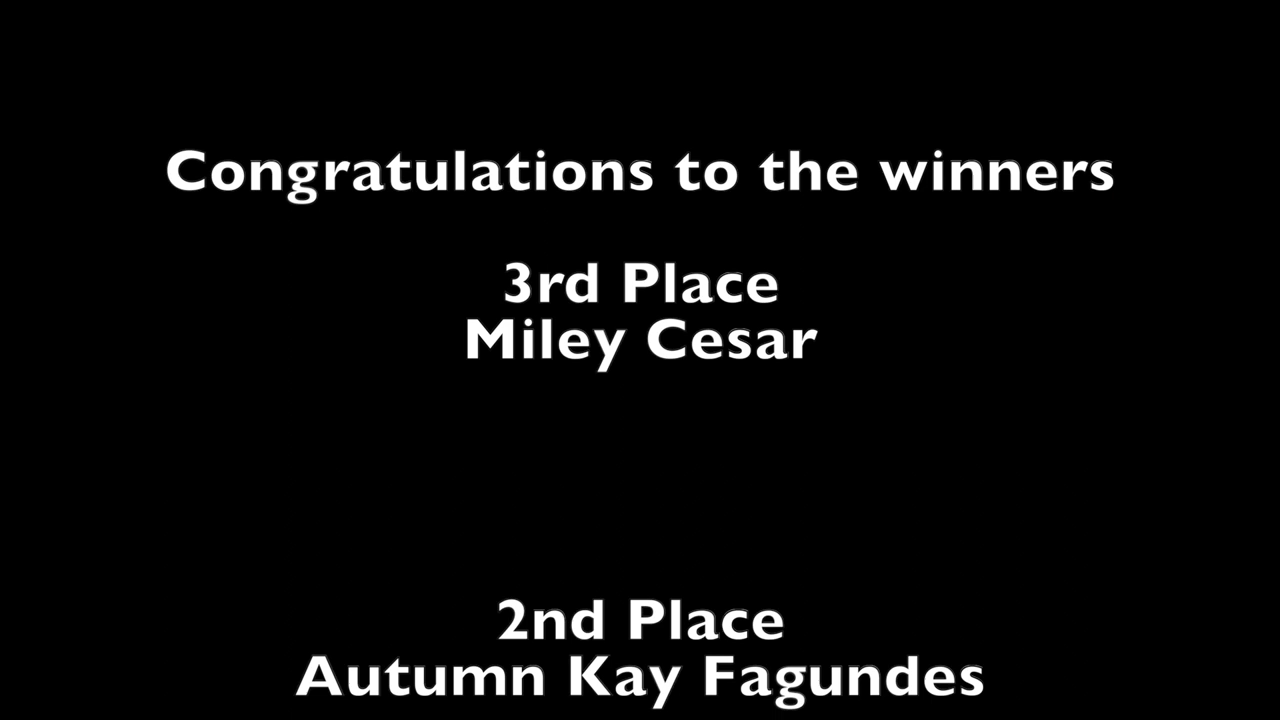 Congratulations to the winners
3rd Place
Miley Cesar
2nd Place
Autumn Kay Fagundes